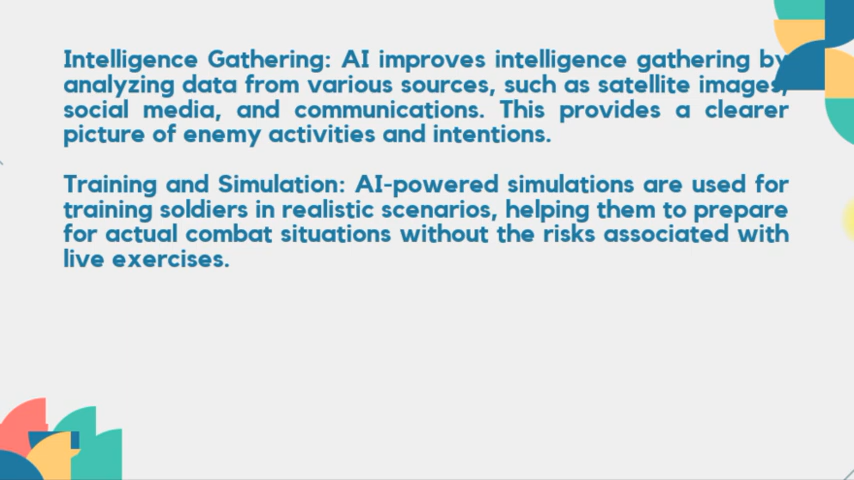 Intelligence Gathering: AI improves intelligence gathering by
analyzing data from various sources, such as satellite images,
social media, and communications. This provides a clearer
picture of enemy activities and intentions.
Training and Simulation: AI-powered simulations are used for
training soldiers in realistic scenarios, helping them to prepare
for actual combat situations without the risks associated with
live exercises.